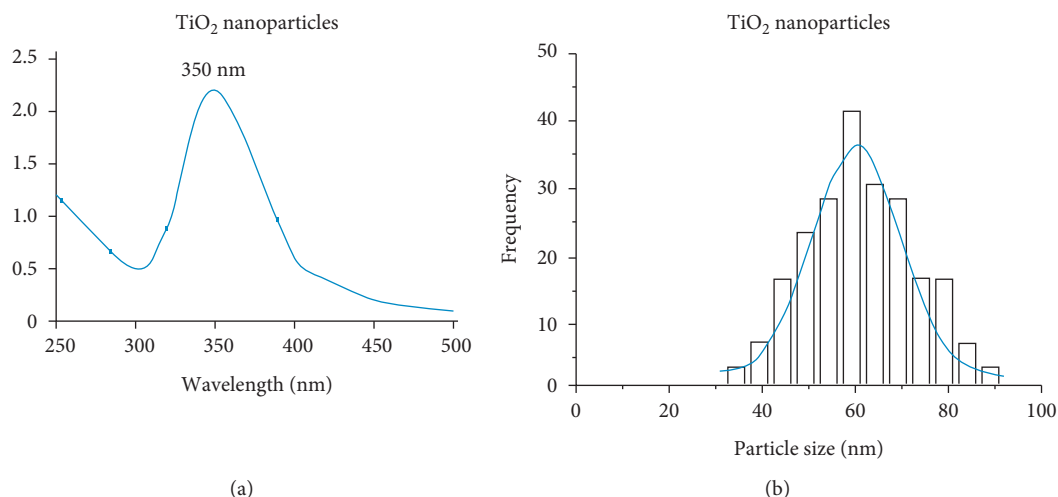 TiO₂ nanoparticles
2.5
2.0
1.5
1.0
0.5
0
350 nm
250 300 350 400 450 500
Wavelength (nm)
(a)
TiO₂ nanoparticles
50
40
30
20
10
0
Frequency
0 20 40 60 80 100
Particle size (nm)
(b)